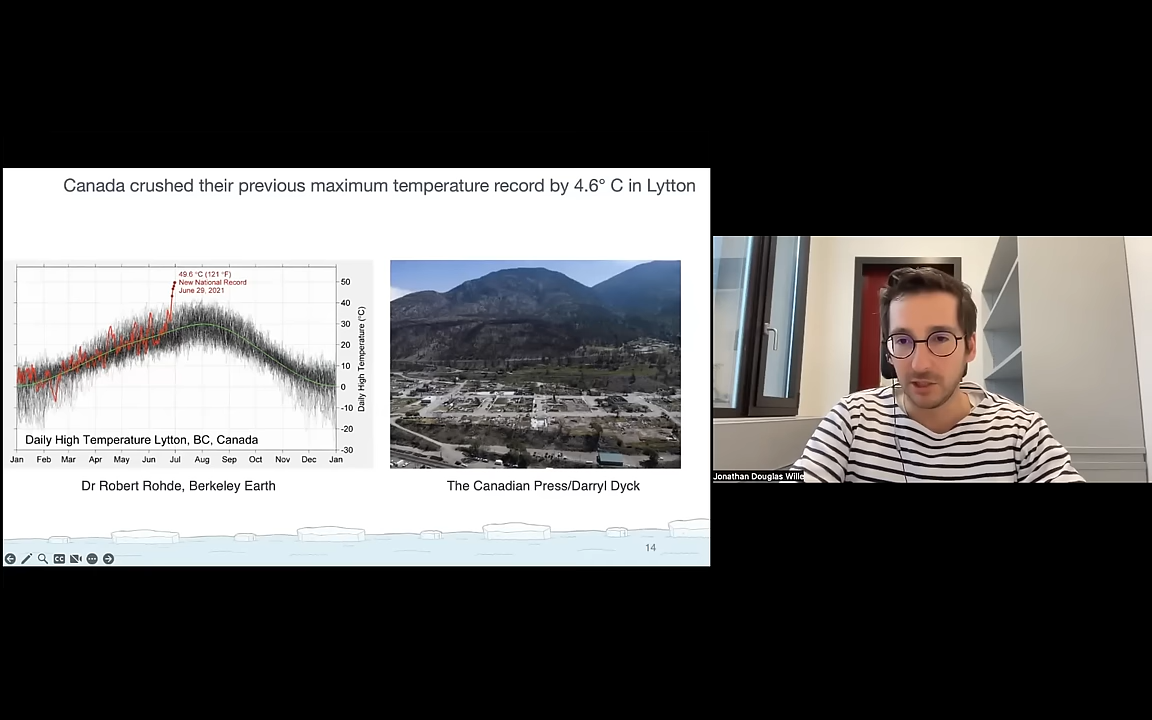 Canada crushed their previous maximum temperature record by 4.6° C in Lytton
49.6 °C (121 °F)
New National Record
June 29, 2021
50
40
30
20
10
0
-10
-20
-30
Daily High Temperature (°C)
Daily High Temperature Lytton, BC, Canada
Jan Feb Mar Apr May Jun Jul Aug Sep Oct Nov Dec Jan
Dr Robert Rohde, Berkeley Earth
The Canadian Press/Darryl Dyck
14
CC
Jonathan Douglas Wille